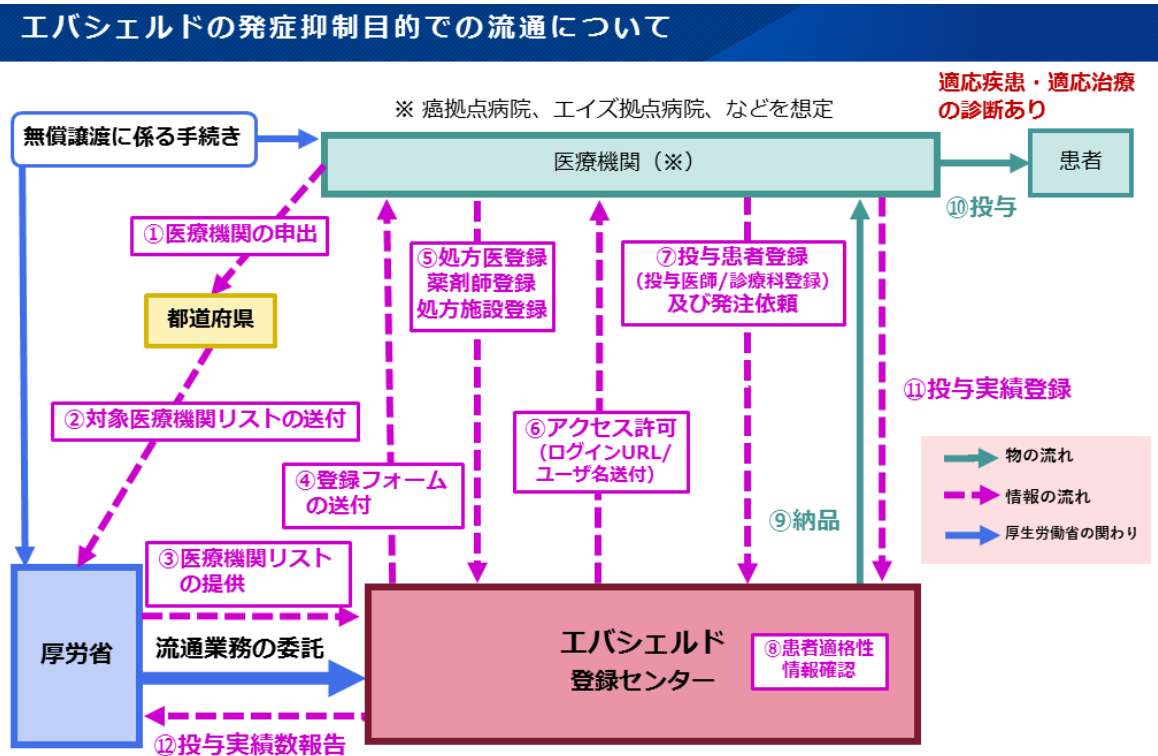 エバシェルドの発症抑制目的での流通について
適応疾患・適応治療
の診断あり
※ 癌拠点病院、エイズ拠点病院、などを想定
無償譲渡に係る手続き
医療機関（※）
患者
⑩投与
①医療機関の申出
⑤処方医登録
薬剤師登録
処方施設登録
⑦投与患者登録
(投与医師/診療科登録)
及び発注依頼
都道府県
②対象医療機関リストの送付
⑪投与実績登録
⑥アクセス許可
(ログインURL/
ユーザ名送付)
④登録フォーム
の送付
物の流れ
情報の流れ
厚生労働省の関わり
⑨納品
③医療機関リスト
の提供
厚労省
流通業務の委託
エバシェルド
登録センター
⑧患者適格性
情報確認
⑫投与実績数報告